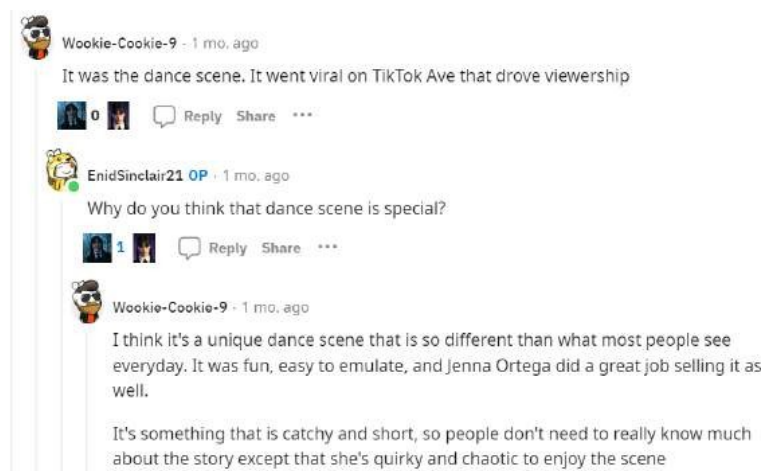 Wookie-Cookie-9 · 1 mo. ago
It was the dance scene. It went viral on TikTok Ave that drove viewership
0 Reply Share ···
EnidSinclair21 OP · 1 mo. ago
Why do you think that dance scene is special?
1 Reply Share ···
Wookie-Cookie-9 · 1 mo. ago
I think it's a unique dance scene that is so different than what most people see
everyday. It was fun, easy to emulate, and Jenna Ortega did a great job selling it as
well.
It's something that is catchy and short, so people don't need to really know much
about the story except that she's quirky and chaotic to enjoy the scene